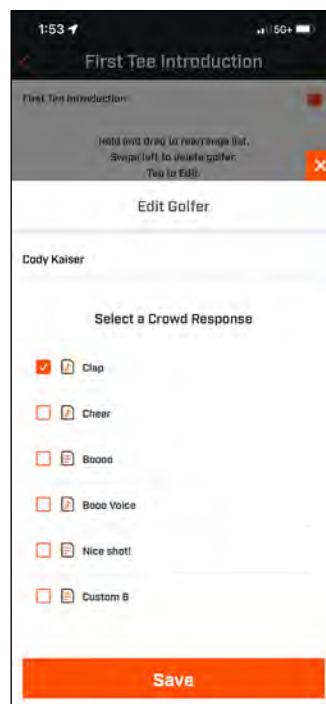 1:53
5G+
First Tee Introduction
First Tee Introduction
Hold and drag to rearrange list.
Swipe left to delete golfer.
Tap to Edit.
Edit Golfer
Cody Kaiser
Select a Crowd Response
Clap
Cheer
Boooo
Booo Voice
Nice shot!
Custom 6
Save